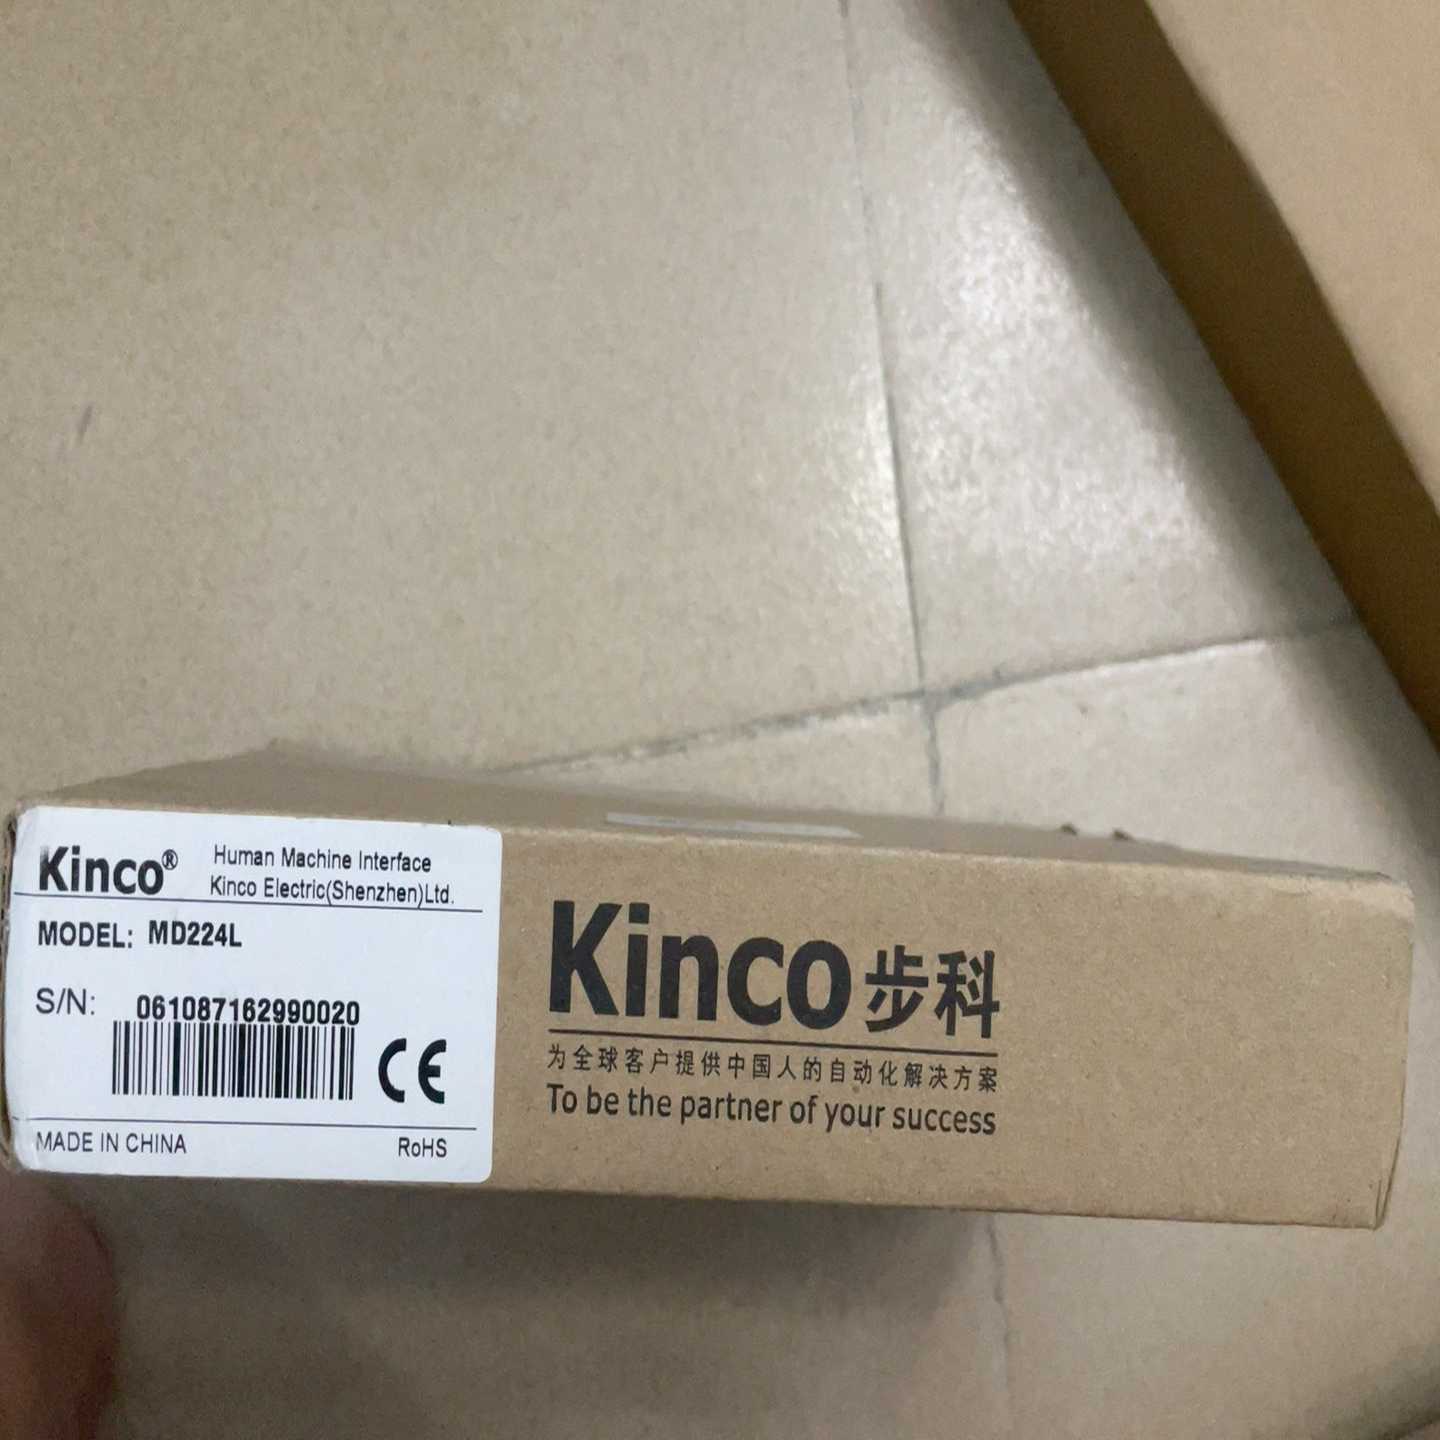 Kinco®
Human Machine Interface
Kinco Electric(Shenzhen)Ltd.
MODEL: MD224L
S/N: 061087162990020
CE
MADE IN CHINA
RoHS
Kinco步科
为全球客户提供中国人的自动化解决方案
To be the partner of your success